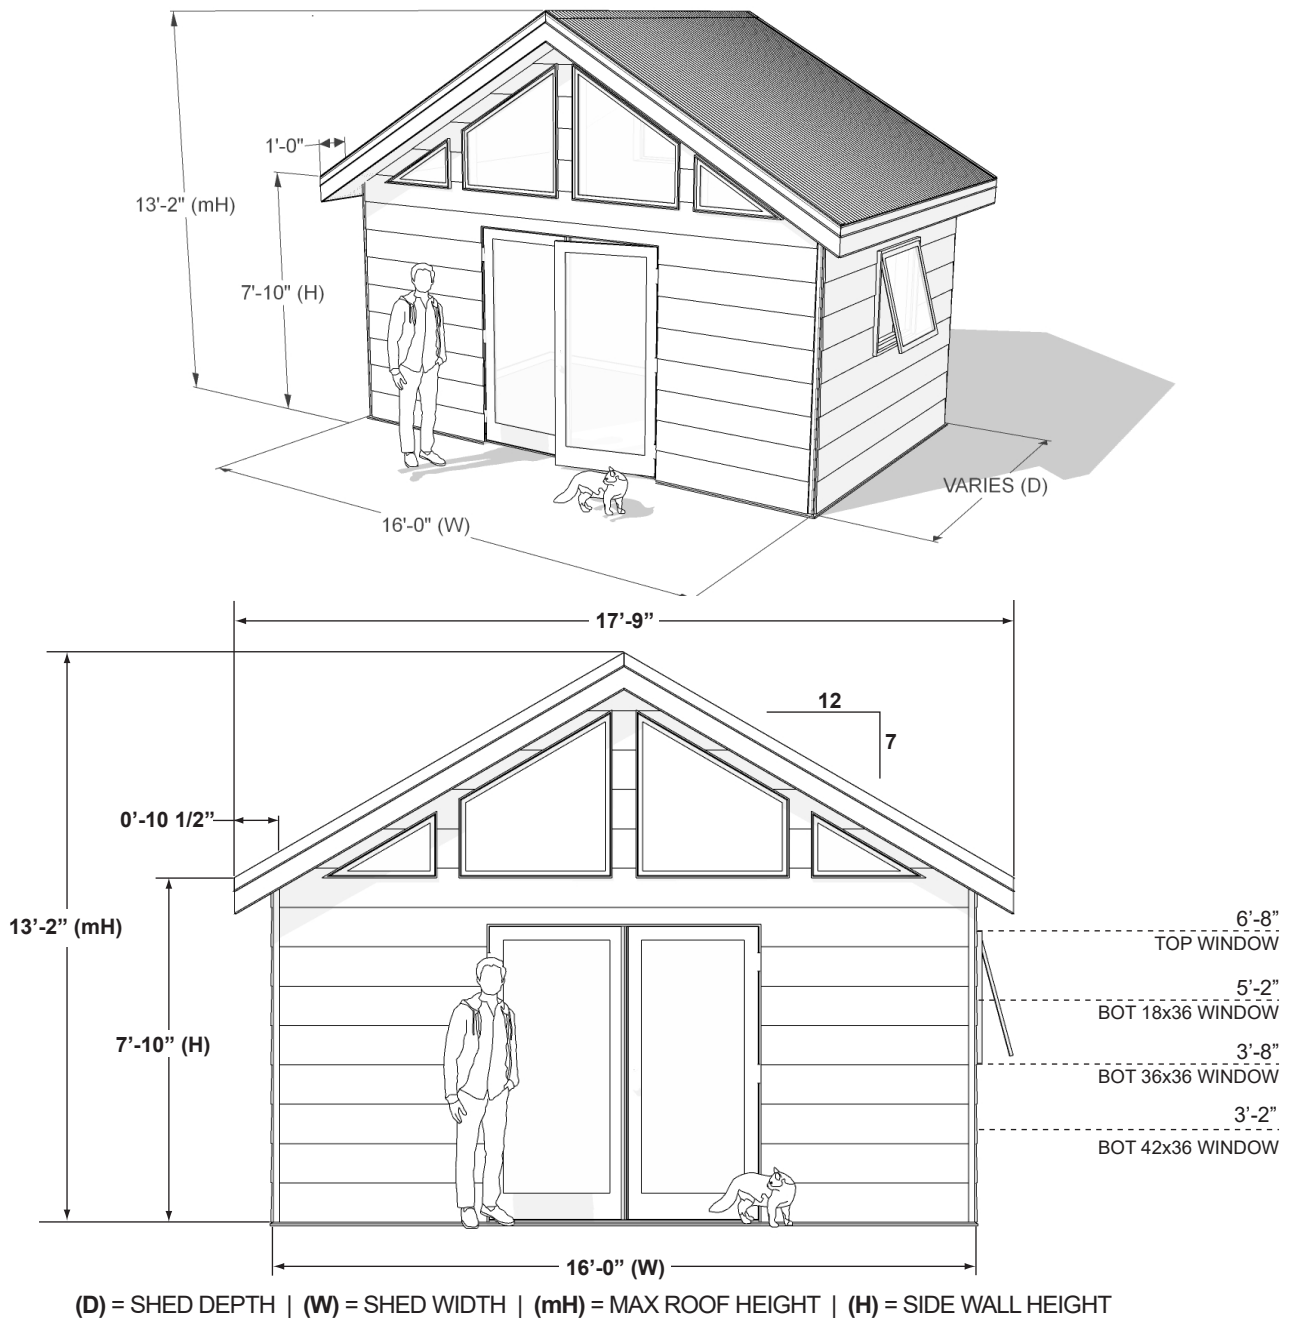 1'-0"
13'-2" (mH)
7'-10" (H)
16'-0" (W)
VARIES (D)
17’-9”
12
7
0’-10 1/2”
13’-2” (mH)
7’-10” (H)
6’-8”
TOP WINDOW
5’-2”
BOT 18x36 WINDOW
3’-8”
BOT 36x36 WINDOW
3’-2”
BOT 42x36 WINDOW
16’-0” (W)
(D) = SHED DEPTH | (W) = SHED WIDTH | (mH) = MAX ROOF HEIGHT | (H) = SIDE WALL HEIGHT